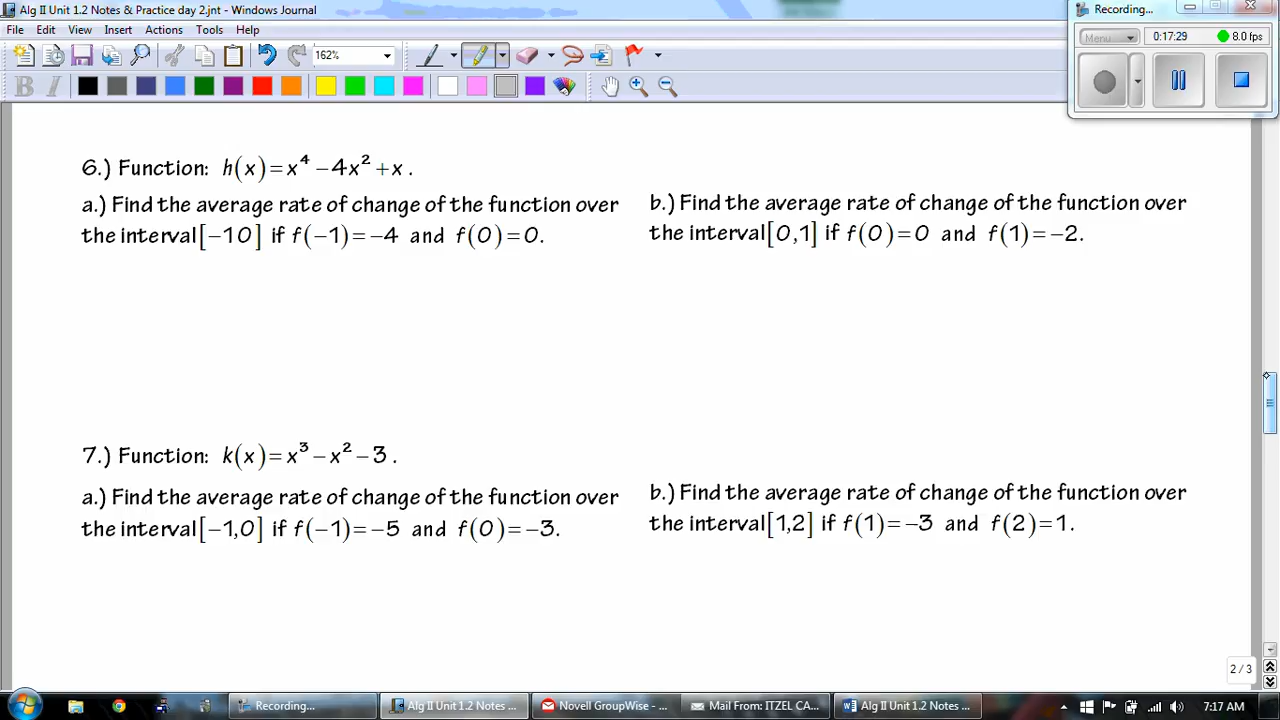 Alg II Unit 1.2 Notes & Practice day 2.jnt - Windows Journal
Recording...
File Edit View Insert Actions Tools Help
Menu
0:17:29
8.0 fps
162%
B I
6.) Function: h(x)=x⁴−4x²+x.
a.) Find the average rate of change of the function over
the interval[−10] if f(−1)=−4 and f(0)=0.
b.) Find the average rate of change of the function over
the interval[0,1] if f(0)=0 and f(1)=−2.
7.) Function: k(x)=x³−x²−3.
a.) Find the average rate of change of the function over
the interval[−1,0] if f(−1)=−5 and f(0)=−3.
b.) Find the average rate of change of the function over
the interval[1,2] if f(1)=−3 and f(2)=1.
2 / 3
Recording...
Alg II Unit 1.2 Notes ...
Novell GroupWise - ...
Mail From: ITZEL CA...
Alg II Unit 1.2 Notes ...
7:17 AM